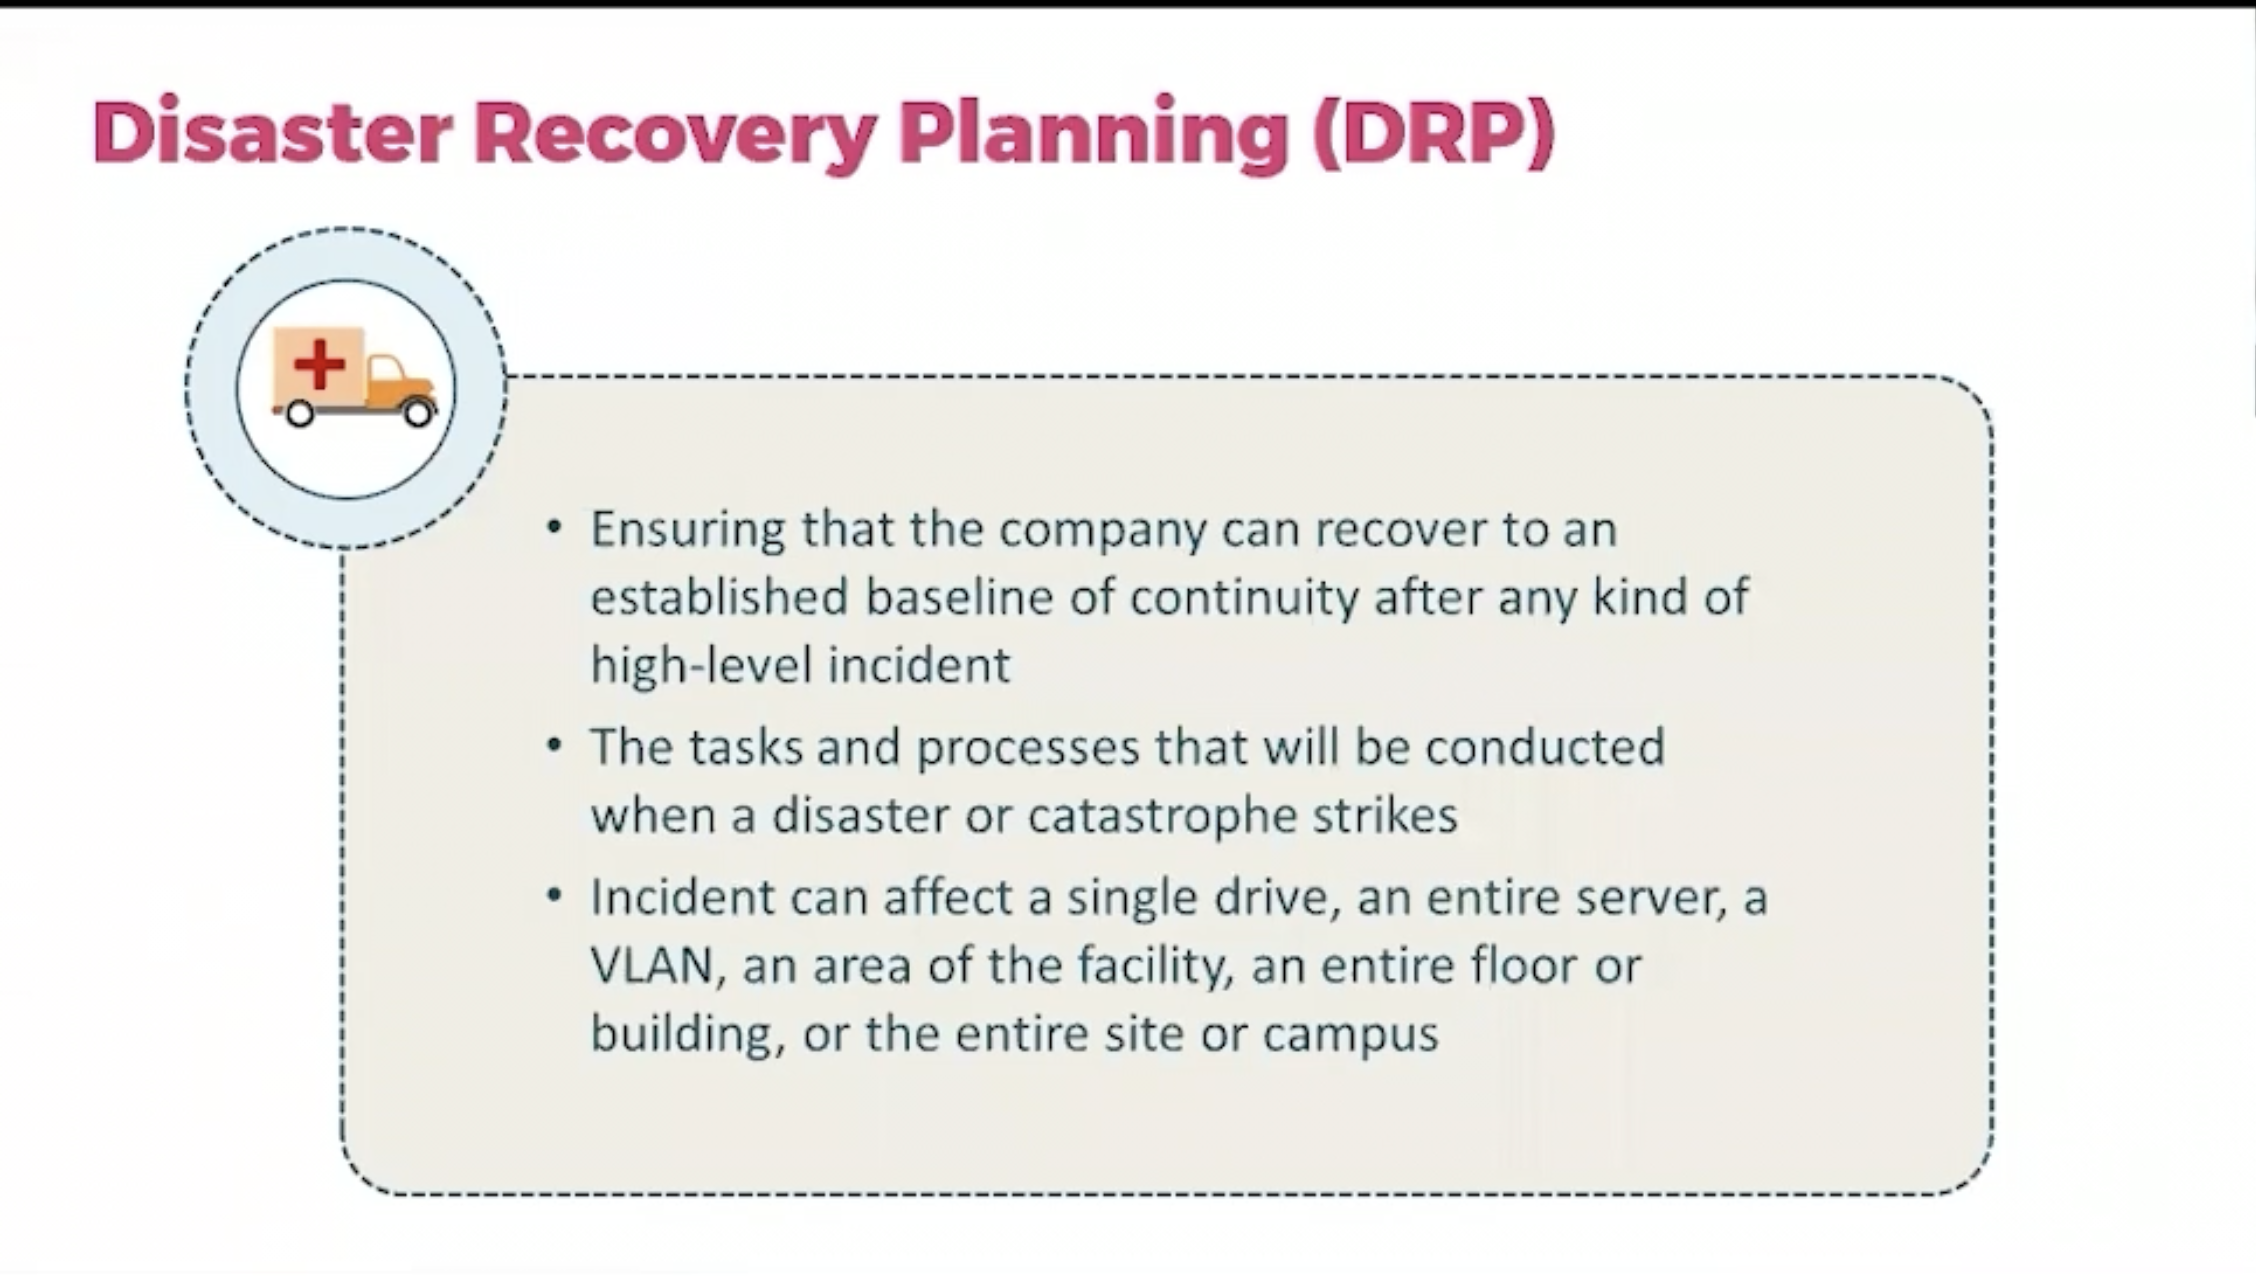 Disaster Recovery Planning (DRP)
• Ensuring that the company can recover to an
established baseline of continuity after any kind of
high-level incident
• The tasks and processes that will be conducted
when a disaster or catastrophe strikes
• Incident can affect a single drive, an entire server, a
VLAN, an area of the facility, an entire floor or
building, or the entire site or campus